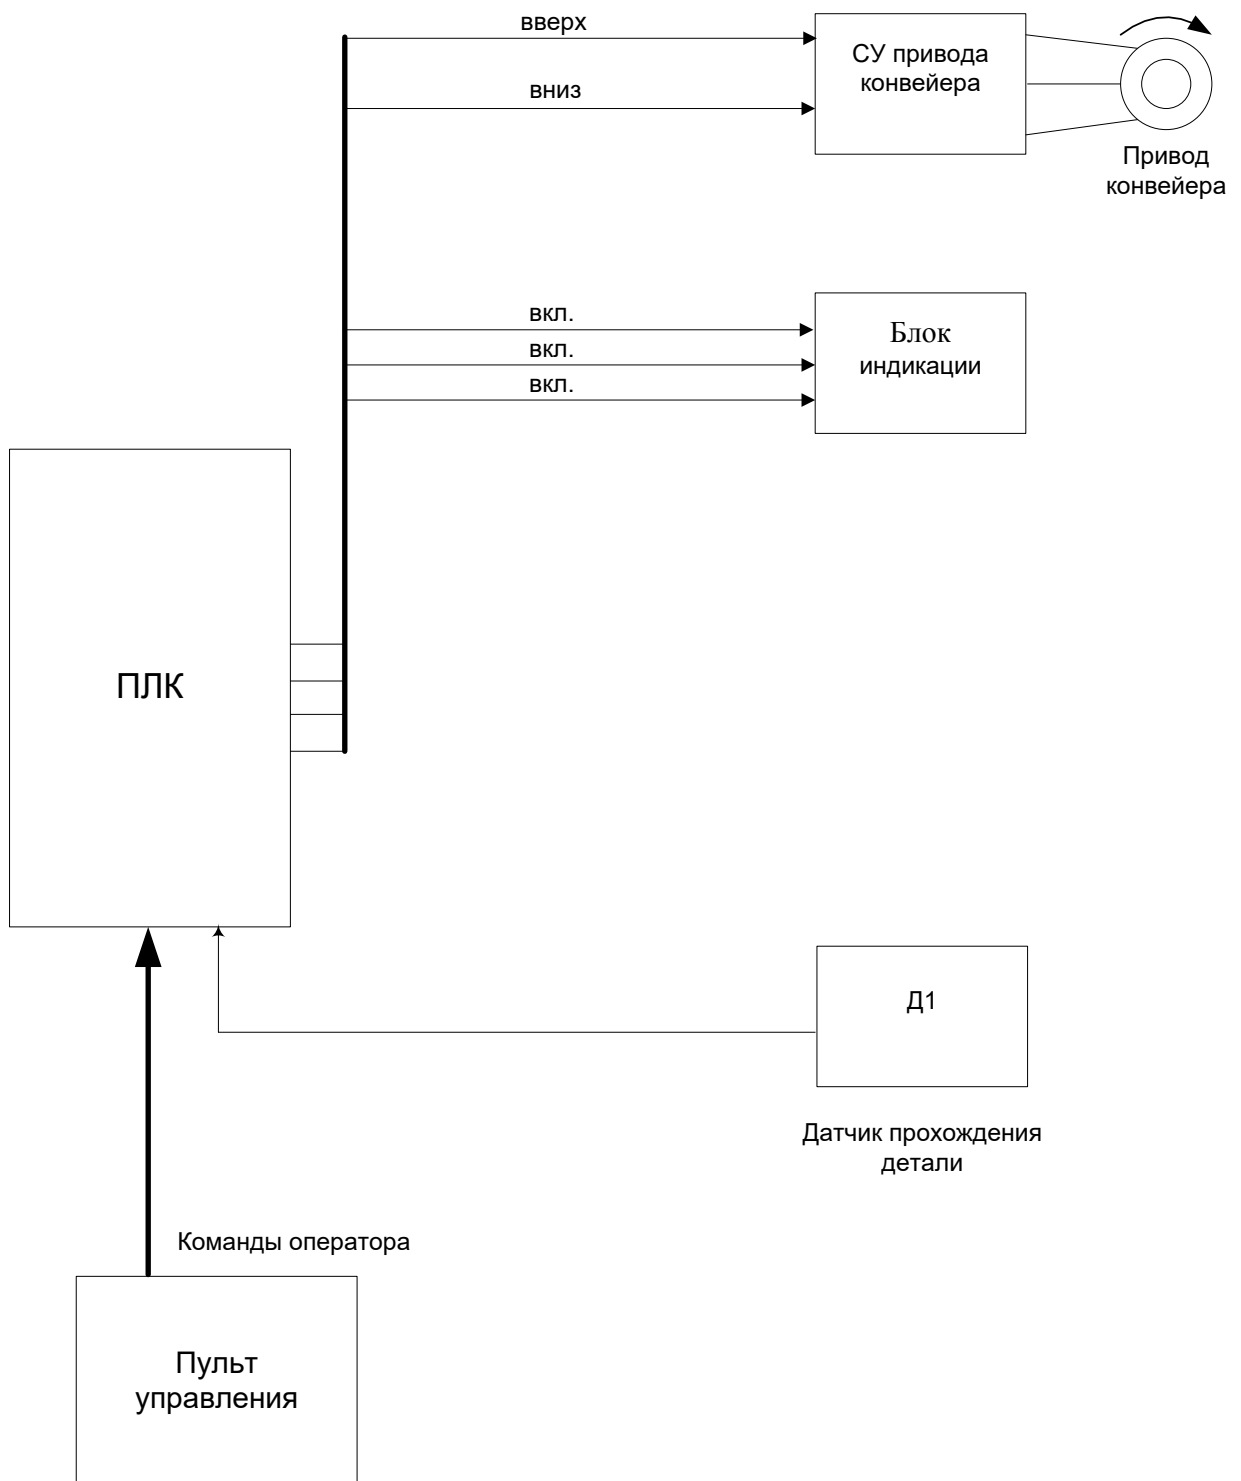 вверх
СУ привода
конвейера
вниз
Привод
конвейера
вкл.
вкл.
вкл.
Блок
индикации
ПЛК
Д1
Датчик прохождения
детали
Команды оператора
Пульт
управления